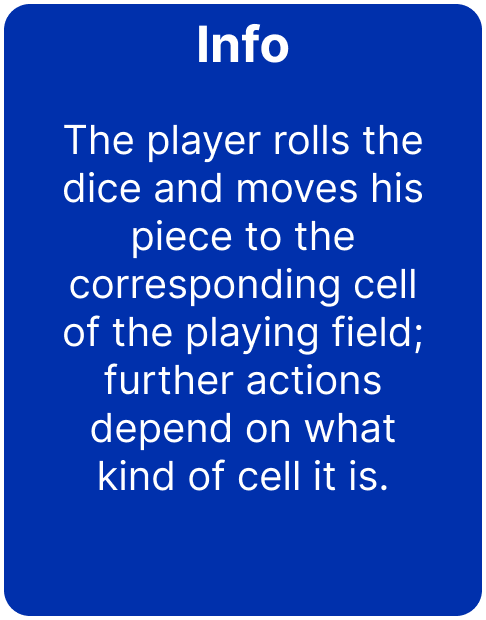 Info
The player rolls the
dice and moves his
piece to the
corresponding cell
of the playing field;
further actions
depend on what
kind of cell it is.